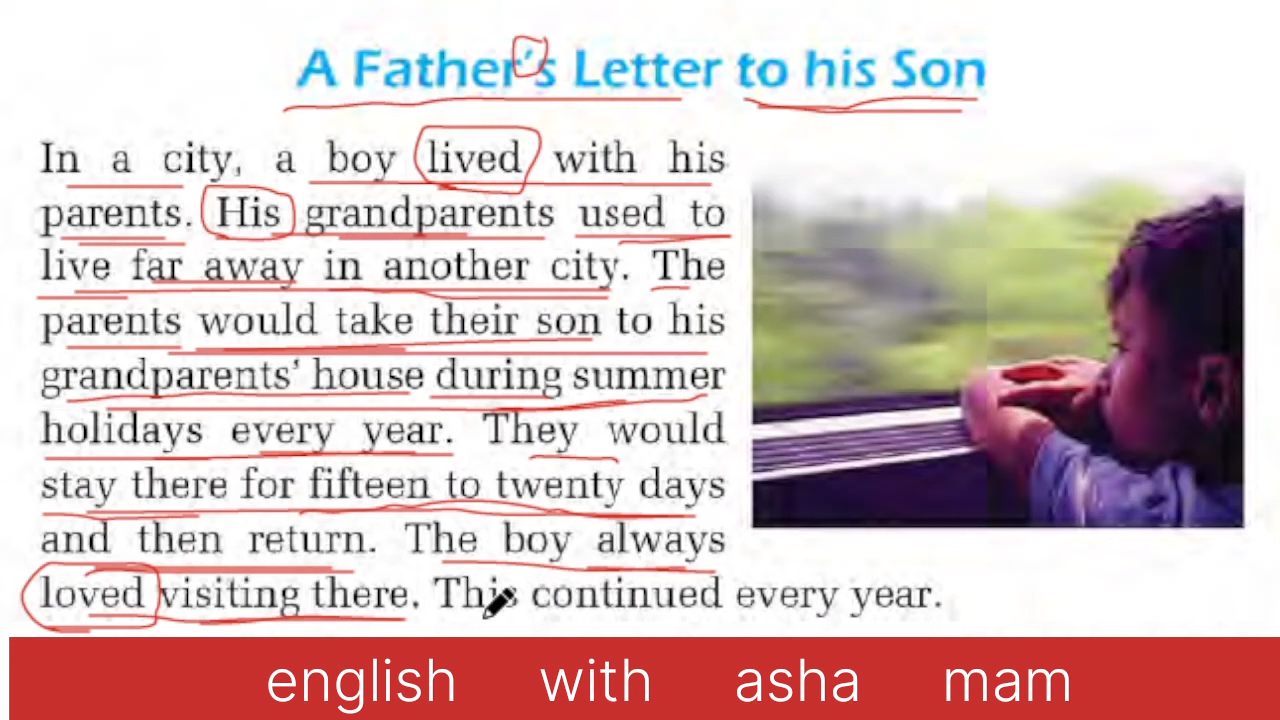 A Father's Letter to his Son
In a city, a boy lived with his
parents. His grandparents used to
live far away in another city. The
parents would take their son to his
grandparents' house during summer
holidays every year. They would
stay there for fifteen to twenty days
and then return. The boy always
loved visiting there. This continued every year.
english with asha mam